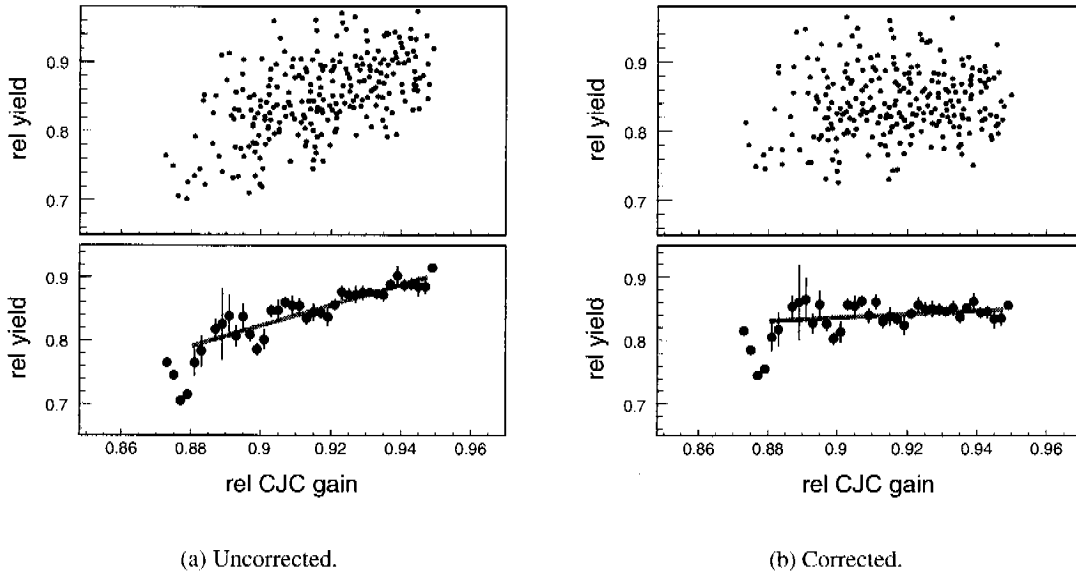 rel yield
0.9
0.8
0.7
rel yield
0.9
0.8
0.7
rel yield
0.9
0.8
0.7
0.86 0.88 0.9 0.92 0.94 0.96
rel CJC gain
rel yield
0.9
0.8
0.7
0.86 0.88 0.9 0.92 0.94 0.96
rel CJC gain
(a) Uncorrected.
(b) Corrected.